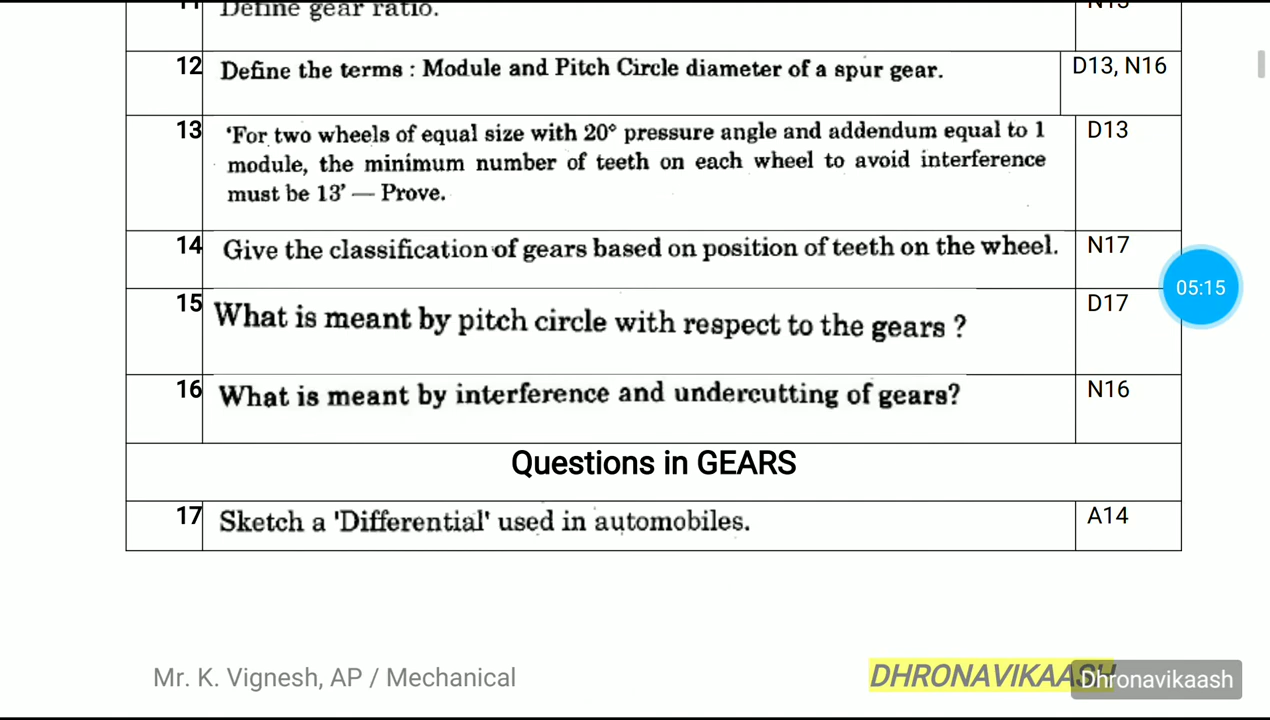 11 Define gear ratio. N15
12 Define the terms : Module and Pitch Circle diameter of a spur gear. D13, N16
13 'For two wheels of equal size with 20° pressure angle and addendum equal to 1 D13
module, the minimum number of teeth on each wheel to avoid interference
must be 13' — Prove.
14 Give the classification of gears based on position of teeth on the wheel. N17
05:15
15 What is meant by pitch circle with respect to the gears ? D17
16 What is meant by interference and undercutting of gears? N16
Questions in GEARS
17 Sketch a 'Differential' used in automobiles. A14
Mr. K. Vignesh, AP / Mechanical DHRONAVIKAASH Dhronavikaash